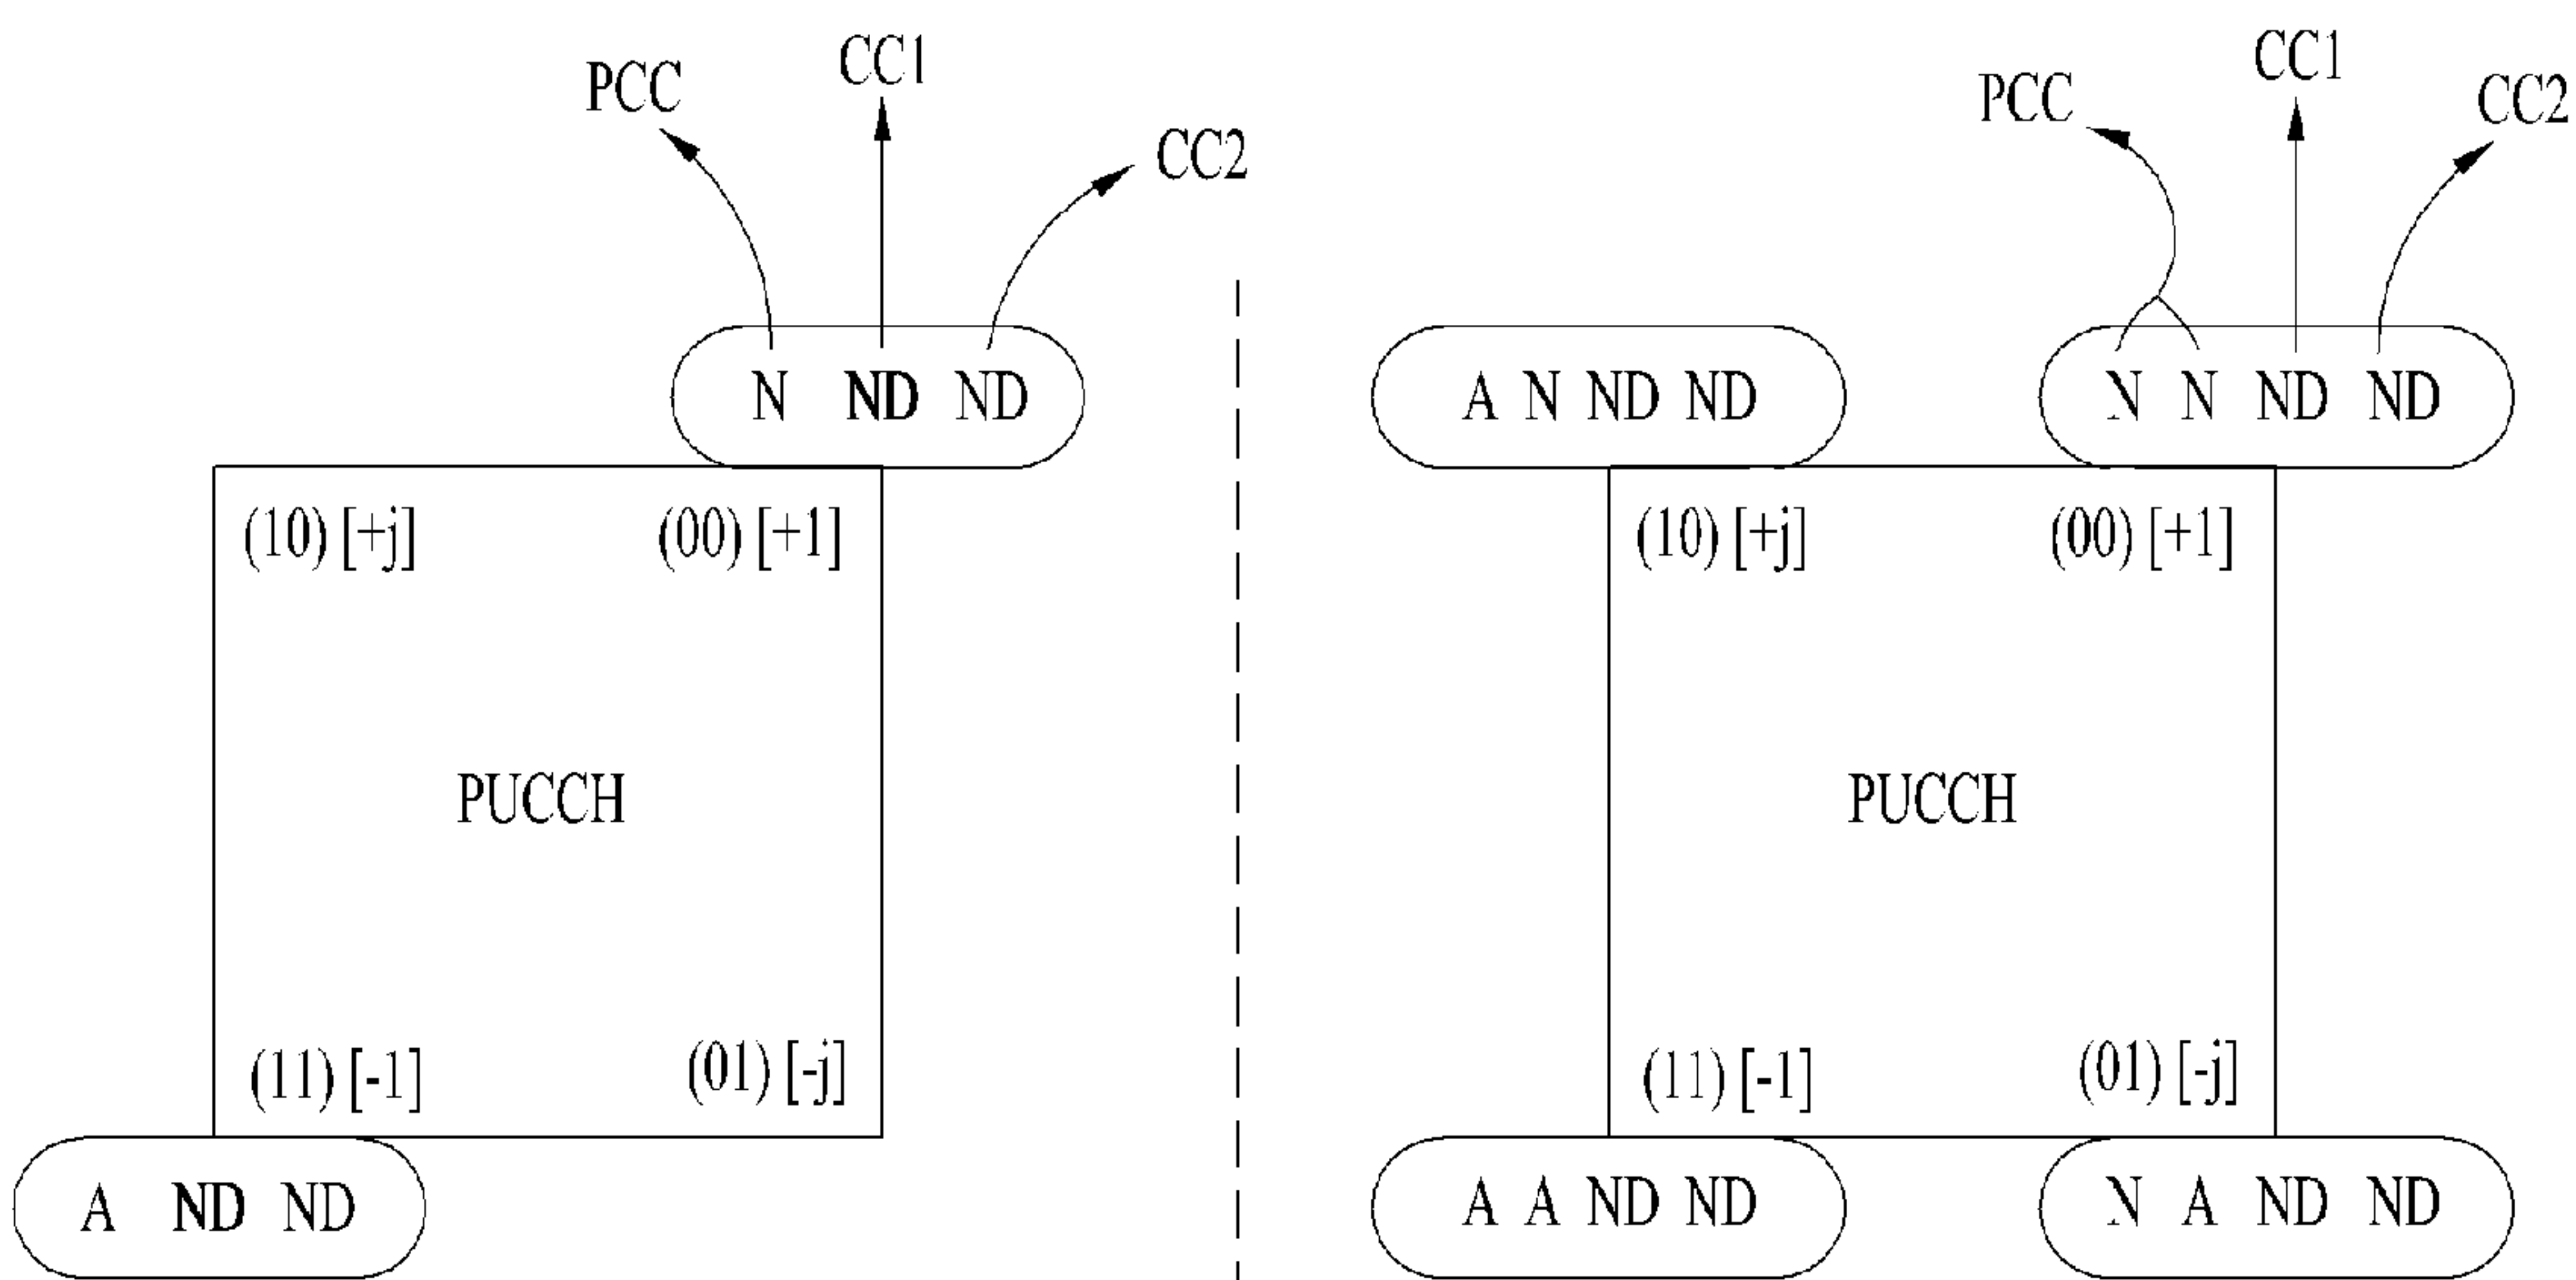 PCC
CC1
CC2
N ND ND
(10) [+j] (00) [+1]
PUCCH
(11) [-1] (01) [-j]
A ND ND
PCC
CC1
CC2
A N ND ND
N N ND ND
(10) [+j] (00) [+1]
PUCCH
(11) [-1] (01) [-j]
A A ND ND
N A ND ND